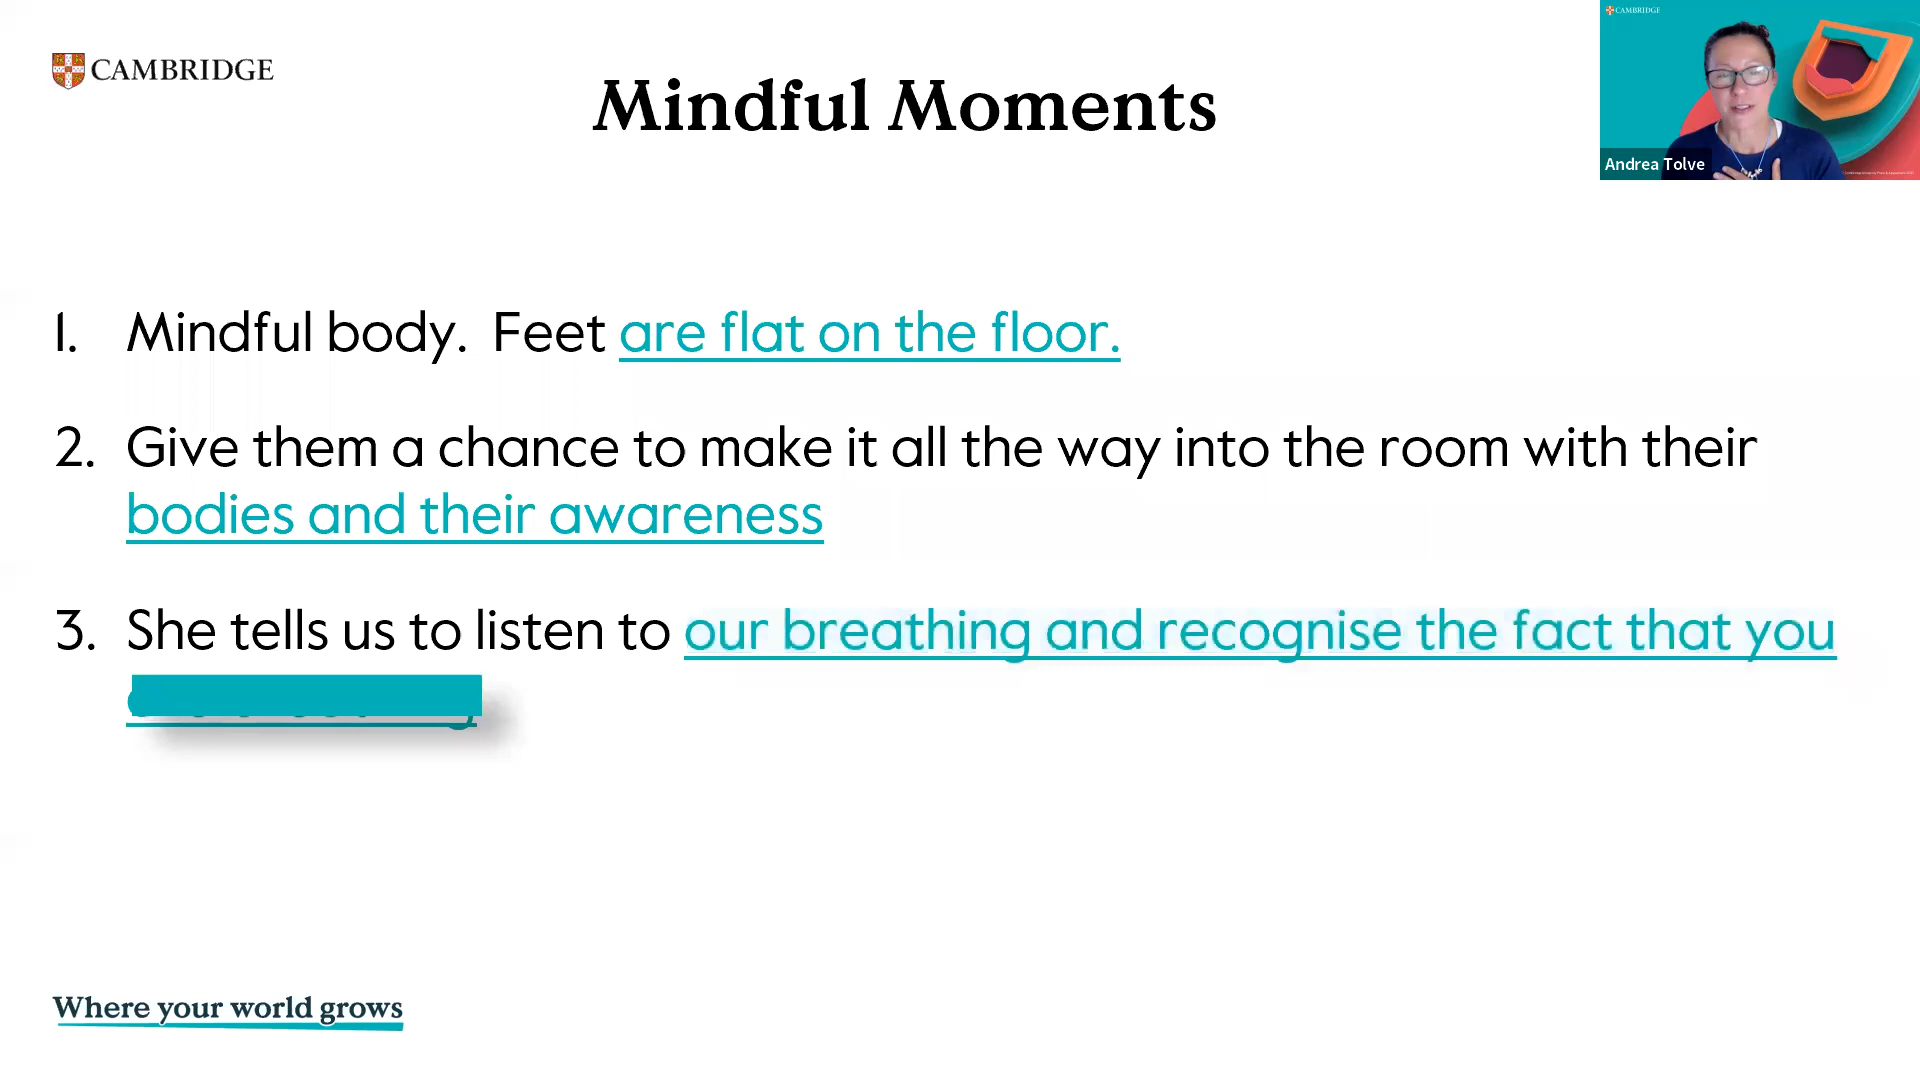 CAMBRIDGE
Mindful Moments
CAMBRIDGE
Andrea Tolve
1. Mindful body. Feet are flat on the floor.
2. Give them a chance to make it all the way into the room with their
bodies and their awareness
3. She tells us to listen to our breathing and recognise the fact that you
Where your world grows